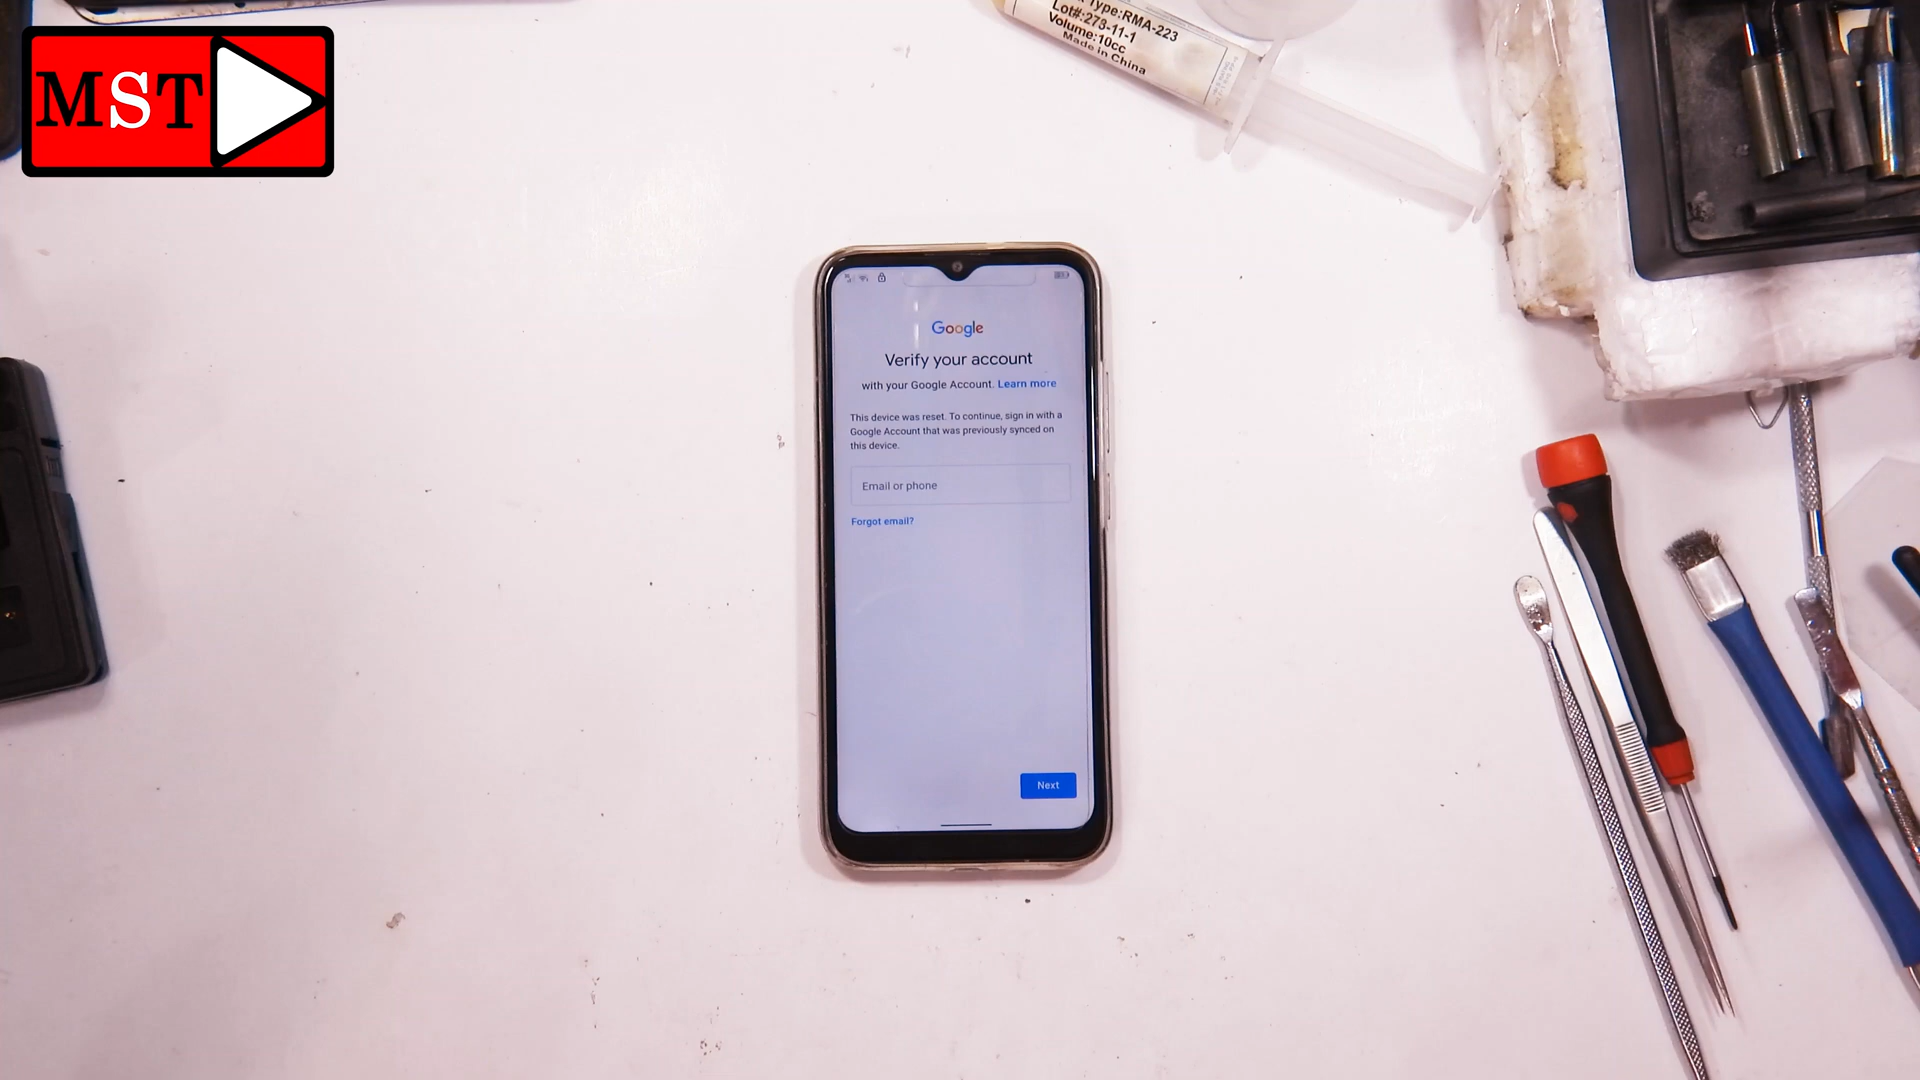 MST
Type:RMA-223
Lot#:273-11-1
Volume:10cc
Made in China
Google
Verify your account
with your Google Account. Learn more
This device was reset. To continue, sign in with a
Google Account that was previously synced on
this device.
Email or phone
Forgot email?
Next